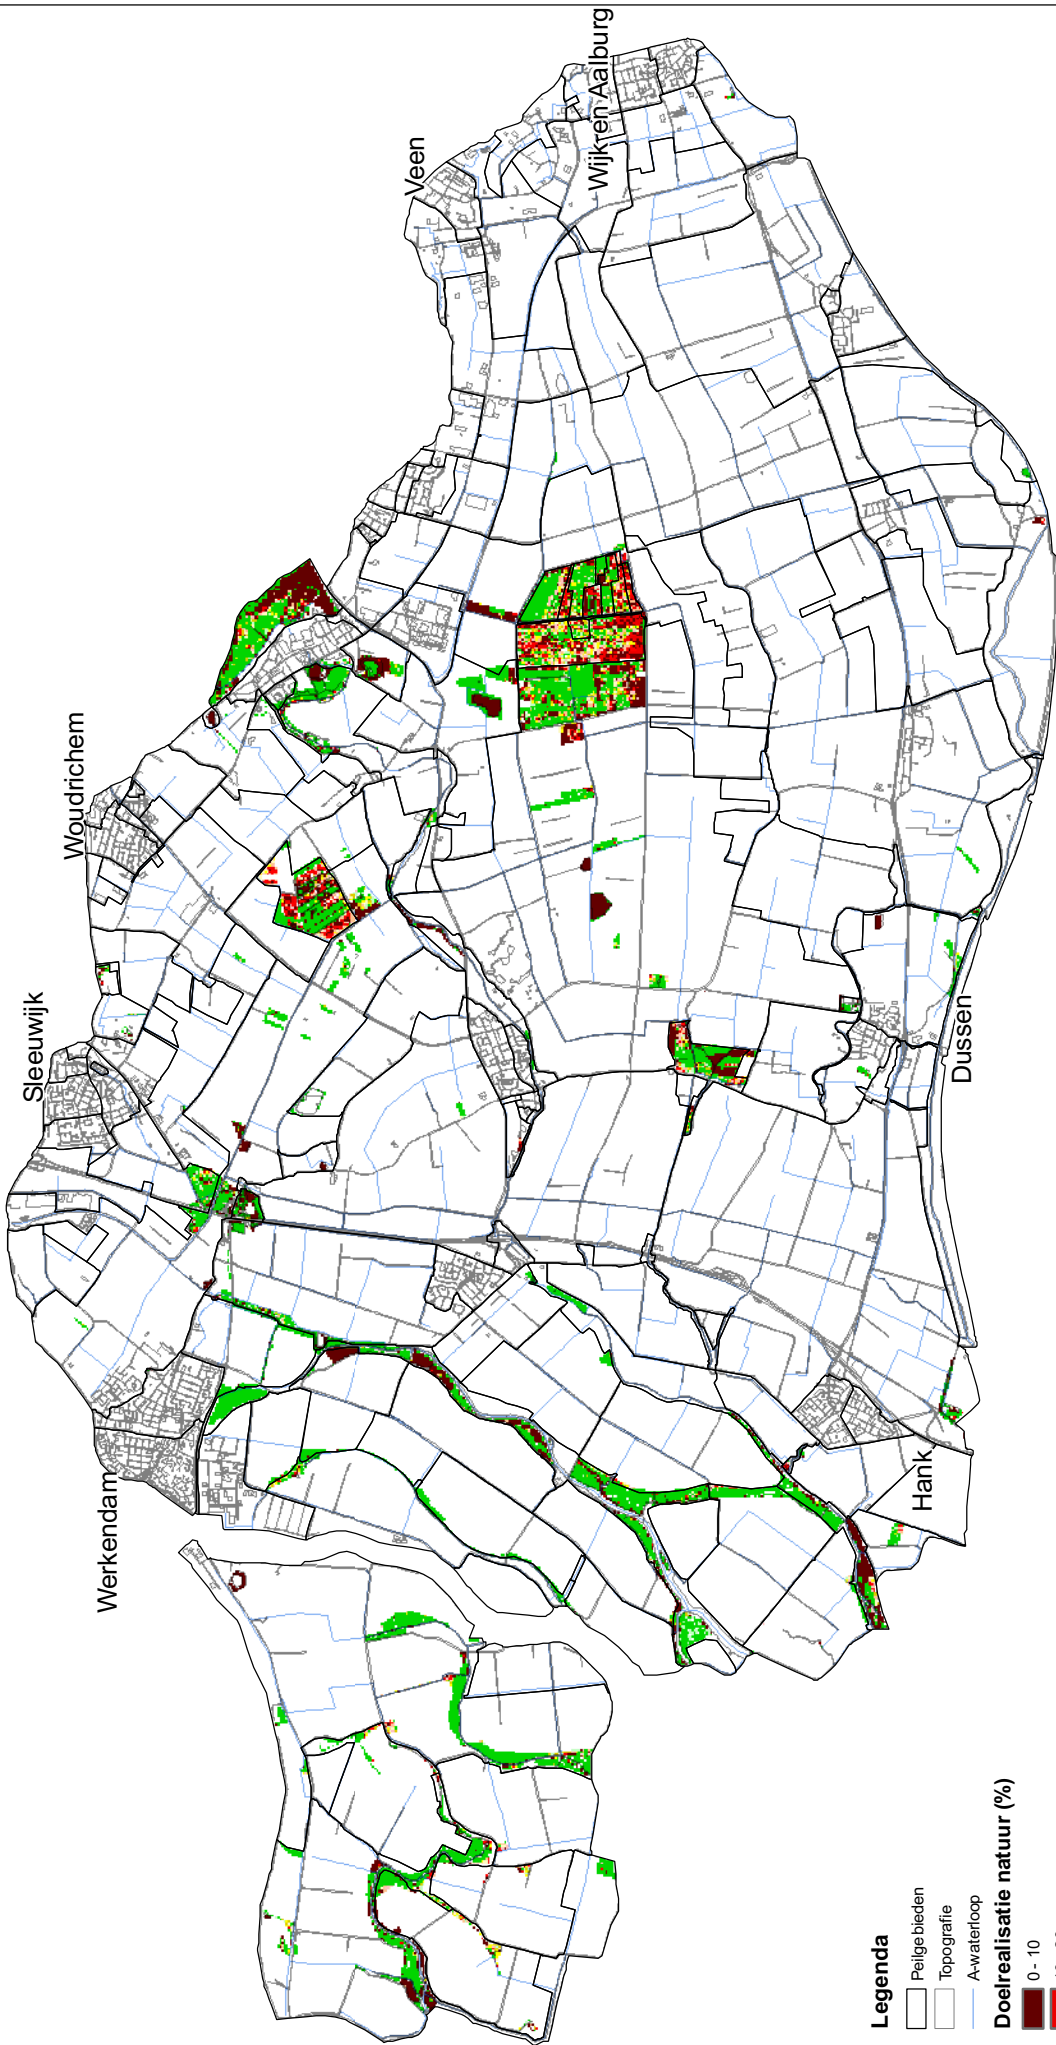 Wijk en Aalburg
Veen
Woudrichem
Sleeuwijk
Werkendam
Dussen
Hank
Legenda
Peilgebieden
Topografie
A-waterloop
Doelrealisatie natuur (%)
0 - 10